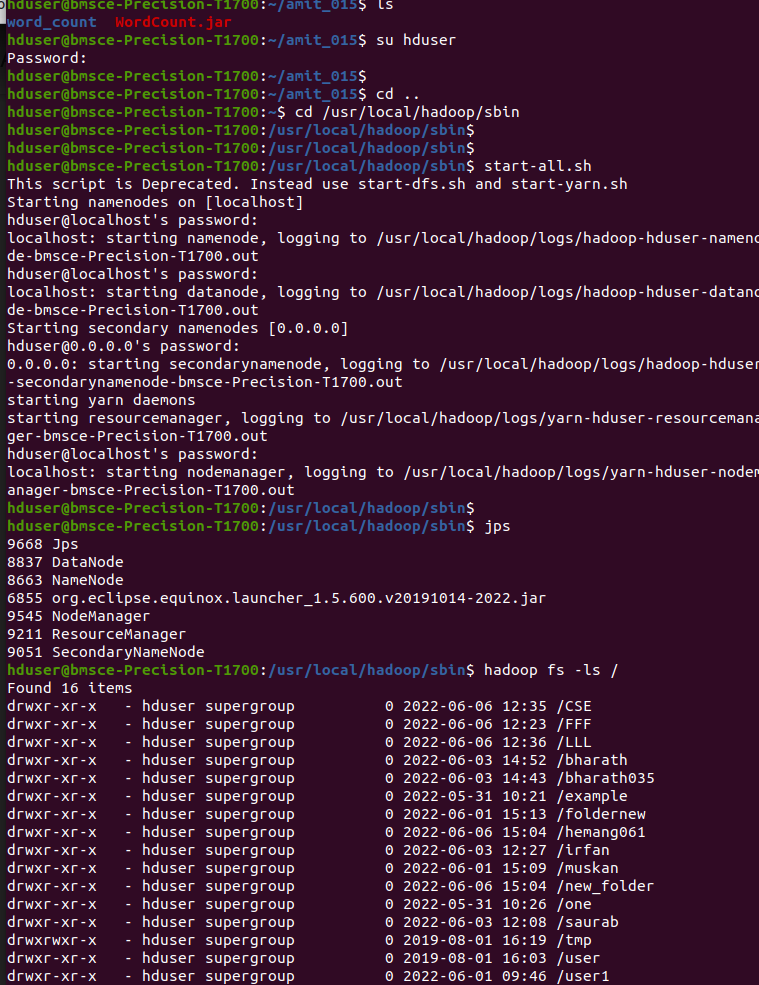 hduser@bmsce-Precision-T1700:~/amit_015$ ls
word_count  WordCount.jar
hduser@bmsce-Precision-T1700:~/amit_015$ su hduser
Password:
hduser@bmsce-Precision-T1700:~/amit_015$
hduser@bmsce-Precision-T1700:~/amit_015$ cd ..
hduser@bmsce-Precision-T1700:~$ cd /usr/local/hadoop/sbin
hduser@bmsce-Precision-T1700:/usr/local/hadoop/sbin$
hduser@bmsce-Precision-T1700:/usr/local/hadoop/sbin$
hduser@bmsce-Precision-T1700:/usr/local/hadoop/sbin$ start-all.sh
This script is Deprecated. Instead use start-dfs.sh and start-yarn.sh
Starting namenodes on [localhost]
hduser@localhost's password:
localhost: starting namenode, logging to /usr/local/hadoop/logs/hadoop-hduser-nameno
de-bmsce-Precision-T1700.out
hduser@localhost's password:
localhost: starting datanode, logging to /usr/local/hadoop/logs/hadoop-hduser-datano
de-bmsce-Precision-T1700.out
Starting secondary namenodes [0.0.0.0]
hduser@0.0.0.0's password:
0.0.0.0: starting secondarynamenode, logging to /usr/local/hadoop/logs/hadoop-hduser
-secondarynamenode-bmsce-Precision-T1700.out
starting yarn daemons
starting resourcemanager, logging to /usr/local/hadoop/logs/yarn-hduser-resourcemana
ger-bmsce-Precision-T1700.out
hduser@localhost's password:
localhost: starting nodemanager, logging to /usr/local/hadoop/logs/yarn-hduser-nodem
anager-bmsce-Precision-T1700.out
hduser@bmsce-Precision-T1700:/usr/local/hadoop/sbin$
hduser@bmsce-Precision-T1700:/usr/local/hadoop/sbin$ jps
9668 Jps
8837 DataNode
8663 NameNode
6855 org.eclipse.equinox.launcher_1.5.600.v20191014-2022.jar
9545 NodeManager
9211 ResourceManager
9051 SecondaryNameNode
hduser@bmsce-Precision-T1700:/usr/local/hadoop/sbin$ hadoop fs -ls /
Found 16 items
drwxr-xr-x   - hduser supergroup          0 2022-06-06 12:35 /CSE
drwxr-xr-x   - hduser supergroup          0 2022-06-06 12:23 /FFF
drwxr-xr-x   - hduser supergroup          0 2022-06-06 12:36 /LLL
drwxr-xr-x   - hduser supergroup          0 2022-06-03 14:52 /bharath
drwxr-xr-x   - hduser supergroup          0 2022-06-03 14:43 /bharath035
drwxr-xr-x   - hduser supergroup          0 2022-05-31 10:21 /example
drwxr-xr-x   - hduser supergroup          0 2022-06-01 15:13 /foldernew
drwxr-xr-x   - hduser supergroup          0 2022-06-06 15:04 /hemang061
drwxr-xr-x   - hduser supergroup          0 2022-06-03 12:27 /irfan
drwxr-xr-x   - hduser supergroup          0 2022-06-01 15:09 /muskan
drwxr-xr-x   - hduser supergroup          0 2022-06-06 15:04 /new_folder
drwxr-xr-x   - hduser supergroup          0 2022-05-31 10:26 /one
drwxr-xr-x   - hduser supergroup          0 2022-06-03 12:08 /saurab
drwxrwxr-x   - hduser supergroup          0 2019-08-01 16:19 /tmp
drwxr-xr-x   - hduser supergroup          0 2019-08-01 16:03 /user
drwxr-xr-x   - hduser supergroup          0 2022-06-01 09:46 /user1